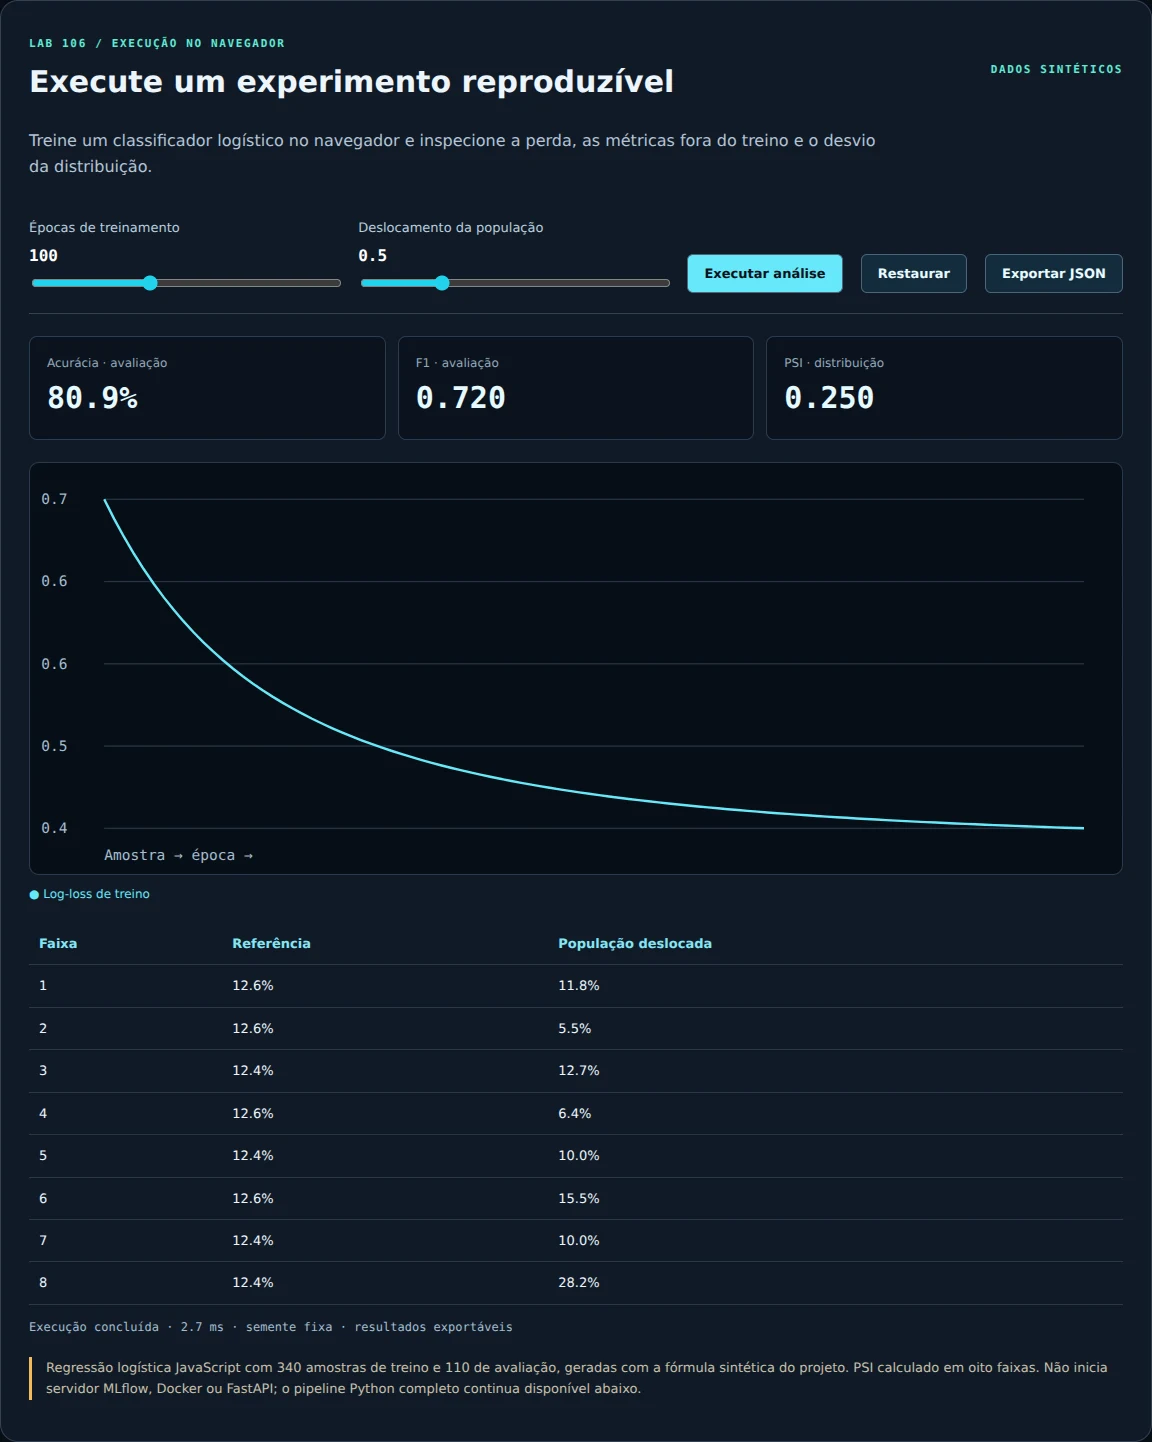 LAB 106 / EXECUÇÃO NO NAVEGADOR
Execute um experimento reproduzível
DADOS SINTÉTICOS
Treine um classificador logístico no navegador e inspecione a perda, as métricas fora do treino e o desvio
da distribuição.
Épocas de treinamento
100
Deslocamento da população
0.5
Executar análise
Restaurar
Exportar JSON
Acurácia · avaliação
80.9%
F1 · avaliação
0.720
PSI · distribuição
0.250
0.7
0.6
0.6
0.5
0.4
Amostra → época →
Log-loss de treino
Faixa Referência População deslocada
1 12.6% 11.8%
2 12.6% 5.5%
3 12.4% 12.7%
4 12.6% 6.4%
5 12.4% 10.0%
6 12.6% 15.5%
7 12.4% 10.0%
8 12.4% 28.2%
Execução concluída · 2.7 ms · semente fixa · resultados exportáveis
Regressão logística JavaScript com 340 amostras de treino e 110 de avaliação, geradas com a fórmula sintética do projeto. PSI calculado em oito faixas. Não inicia
servidor MLflow, Docker ou FastAPI; o pipeline Python completo continua disponível abaixo.